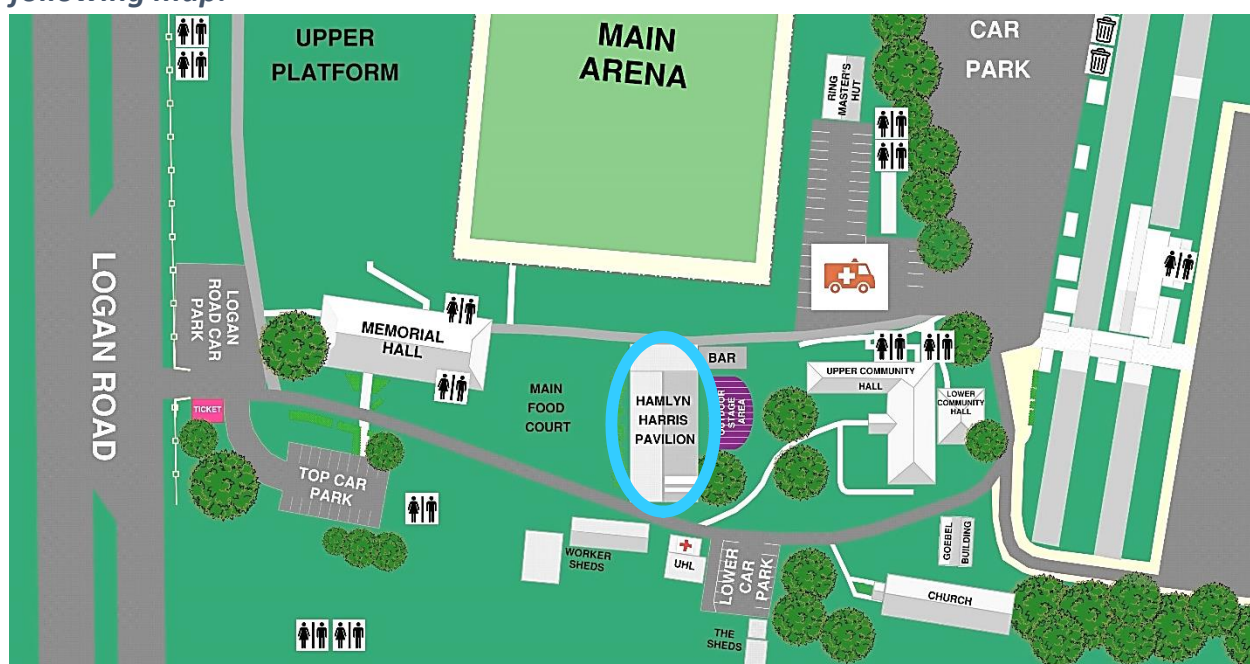 following map:
UPPER
PLATFORM
MAIN
ARENA
CAR
PARK
RING
MASTER'S
HUT
LOGAN ROAD
LOGAN
ROAD CAR
PARK
MEMORIAL
HALL
BAR
UPPER COMMUNITY
HALL
LOWER
COMMUNITY
HALL
MAIN
FOOD
COURT
HAMLYN
HARRIS
PAVILION
OUTDOOR
STAGE
AREA
TICKET
TOP CAR
PARK
WORKER
SHEDS
UHL
LOWER
CAR
PARK
GOEBEL
BUILDING
CHURCH
THE
SHEDS